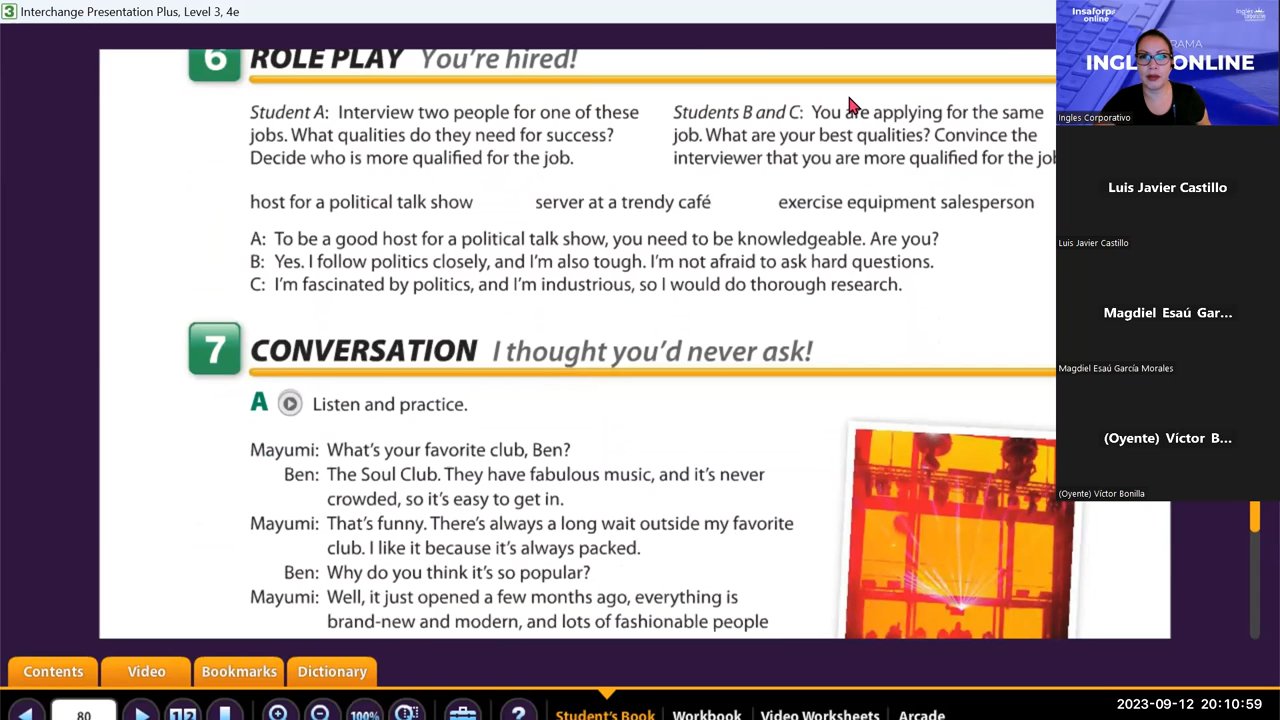 Interchange Presentation Plus, Level 3, 4e
6 ROLE PLAY You're hired!
Student A: Interview two people for one of these
jobs. What qualities do they need for success?
Decide who is more qualified for the job.
Students B and C: You are applying for the same
job. What are your best qualities? Convince the
interviewer that you are more qualified for the
host for a political talk show
server at a trendy café
exercise equipment salesperson
A: To be a good host for a political talk show, you need to be knowledgeable. Are you?
B: Yes. I follow politics closely, and I'm also tough. I'm not afraid to ask hard questions.
C: I'm fascinated by politics, and I'm industrious, so I would do thorough research.
7 CONVERSATION I thought you'd never ask!
A Listen and practice.
Mayumi: What's your favorite club, Ben?
Ben: The Soul Club. They have fabulous music, and it's never
crowded, so it's easy to get in.
Mayumi: That's funny. There's always a long wait outside my favorite
club. I like it because it's always packed.
Ben: Why do you think it's so popular?
Mayumi: Well, it just opened a few months ago, everything is
brand-new and modern, and lots of fashionable people
Contents
Video
Bookmarks
Dictionary
80
1 2
100%
?
Student's Book
Workbook
Video Worksheets
Arcade
Insaforp
online
RAMA
ONLINE
Ingles Corporativo
Luis Javier Castillo
Luis Javier Castillo
Magdiel Esaú Gar...
Magdiel Esaú García Morales
(Oyente) Víctor B...
(Oyente) Víctor Bonilla
2023-09-12 20:10:59